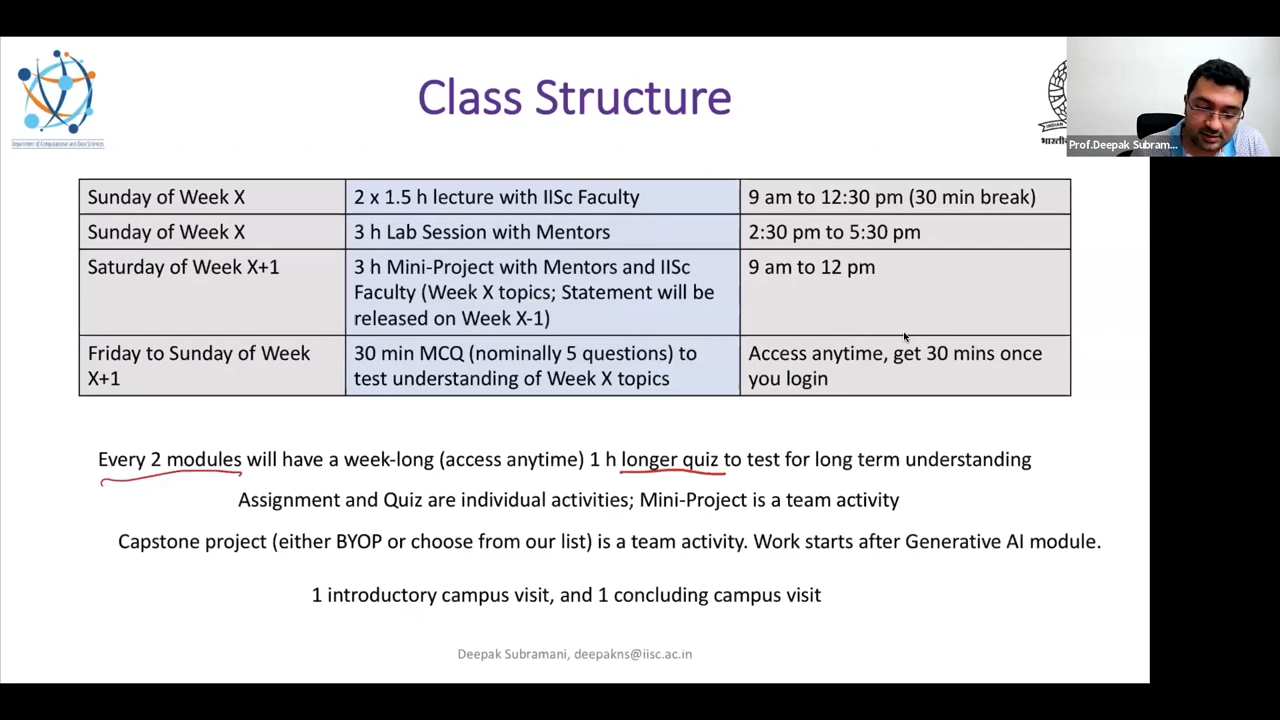 Class Structure
Department of Computational and Data Sciences
Prof.Deepak Subram...
Sunday of Week X
2 x 1.5 h lecture with IISc Faculty
9 am to 12:30 pm (30 min break)
Sunday of Week X
3 h Lab Session with Mentors
2:30 pm to 5:30 pm
Saturday of Week X+1
3 h Mini-Project with Mentors and IISc
Faculty (Week X topics; Statement will be
released on Week X-1)
9 am to 12 pm
Friday to Sunday of Week
X+1
30 min MCQ (nominally 5 questions) to
test understanding of Week X topics
Access anytime, get 30 mins once
you login
Every 2 modules will have a week-long (access anytime) 1 h longer quiz to test for long term understanding
Assignment and Quiz are individual activities; Mini-Project is a team activity
Capstone project (either BYOP or choose from our list) is a team activity. Work starts after Generative AI module.
1 introductory campus visit, and 1 concluding campus visit
Deepak Subramani, deepakns@iisc.ac.in